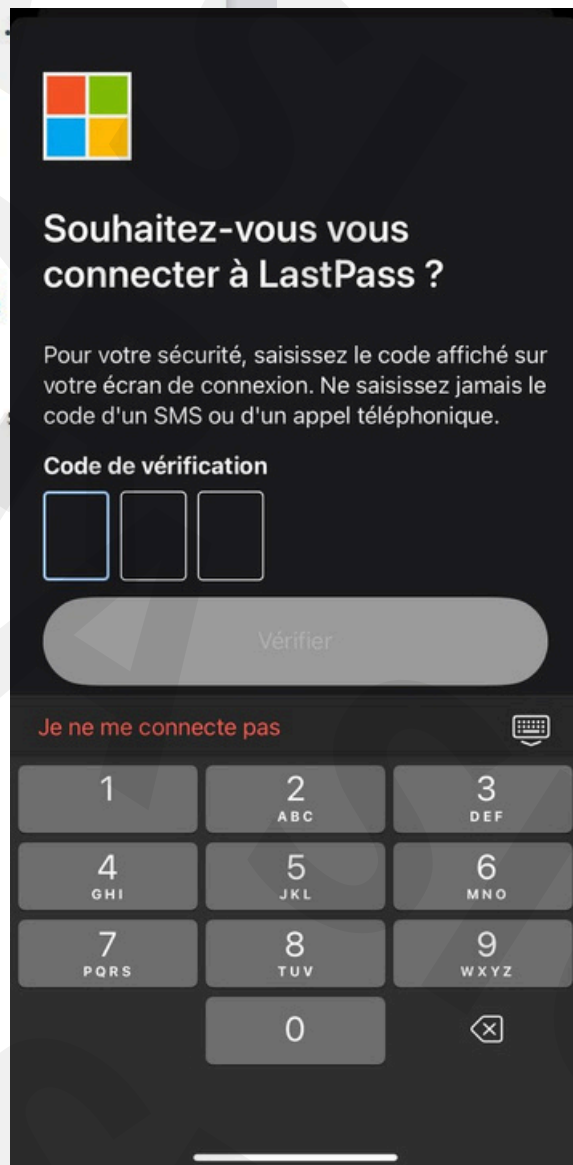 Souhaitez-vous vous
connecter à LastPass ?
Pour votre sécurité, saisissez le code affiché sur
votre écran de connexion. Ne saisissez jamais le
code d'un SMS ou d'un appel téléphonique.
Code de vérification
Vérifier
Je ne me connecte pas
1 2 3
ABC DEF
4 5 6
GHI JKL MNO
7 8 9
PQRS TUV WXYZ
0